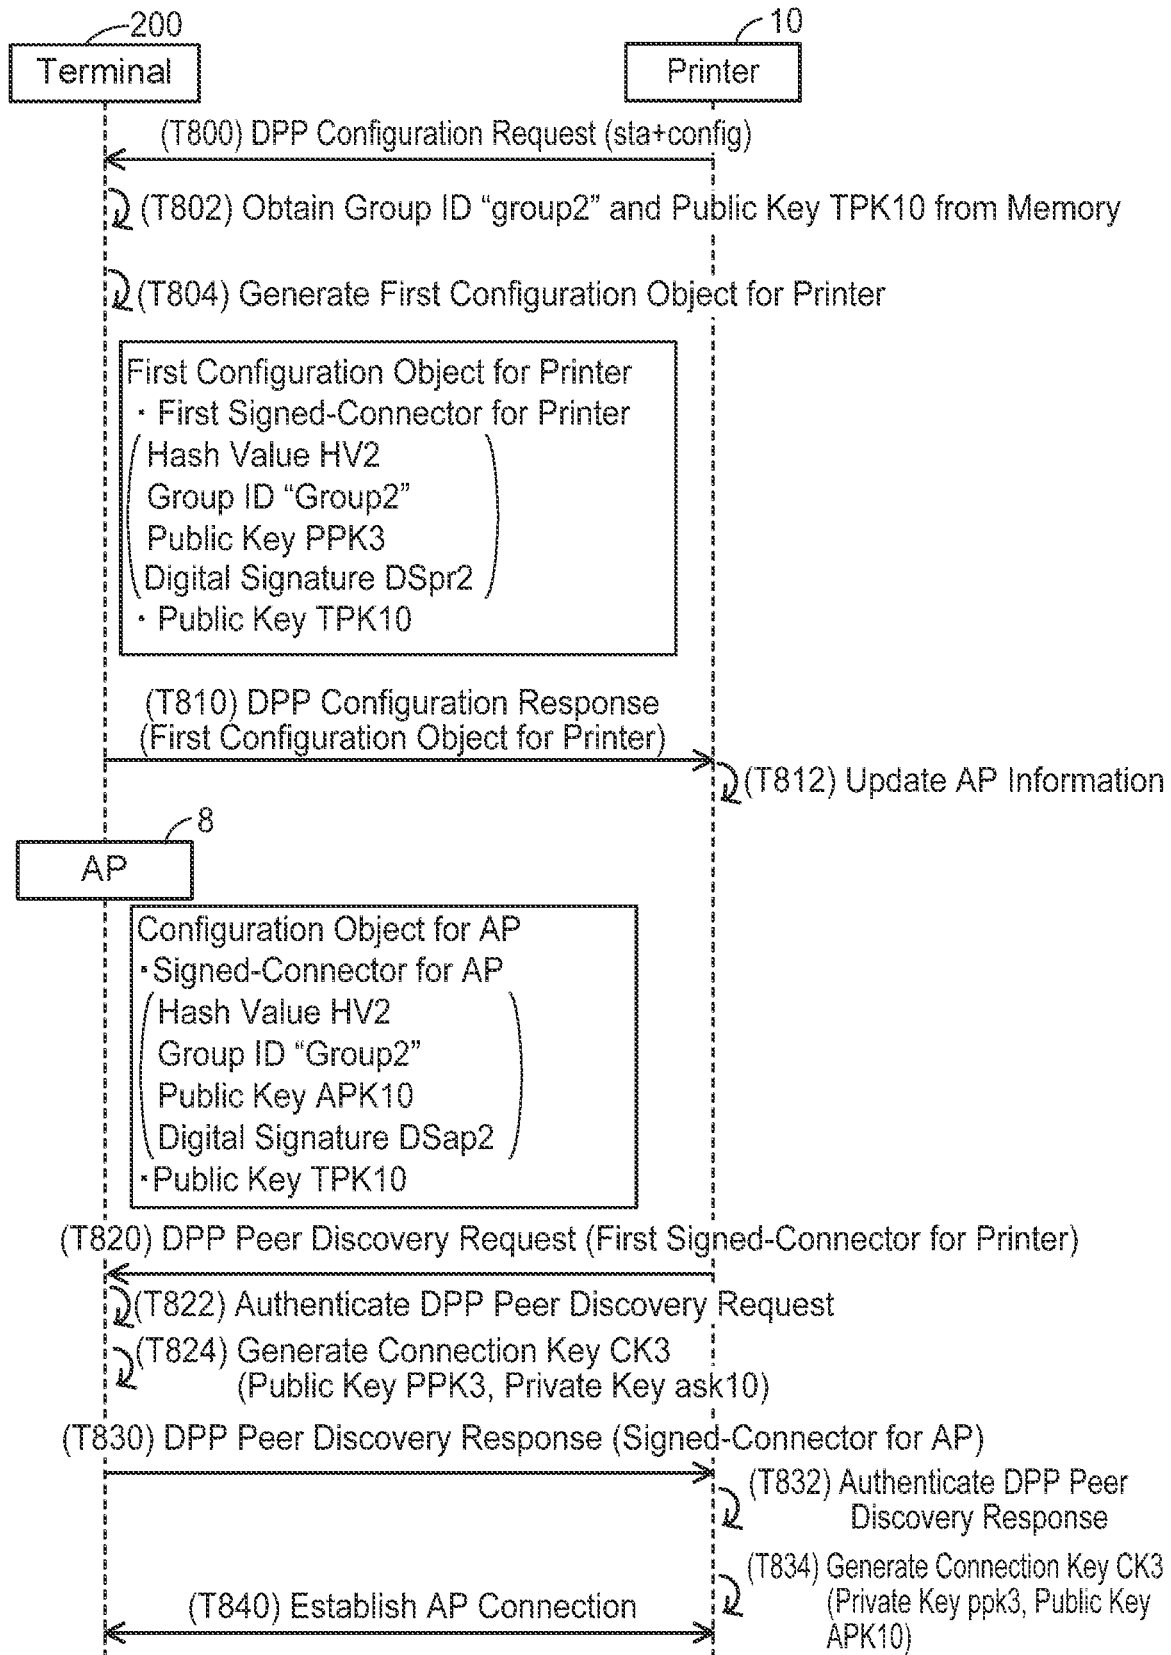 200
10
Terminal
Printer
(T800) DPP Configuration Request (sta+config)
(T802) Obtain Group ID “group2” and Public Key TPK10 from Memory
(T804) Generate First Configuration Object for Printer
First Configuration Object for Printer
・ First Signed-Connector for Printer
Hash Value HV2
Group ID “Group2”
Public Key PPK3
Digital Signature DSpr2
・ Public Key TPK10
(T810) DPP Configuration Response
(First Configuration Object for Printer)
(T812) Update AP Information
8
AP
Configuration Object for AP
・Signed-Connector for AP
Hash Value HV2
Group ID “Group2”
Public Key APK10
Digital Signature DSap2
・Public Key TPK10
(T820) DPP Peer Discovery Request (First Signed-Connector for Printer)
(T822) Authenticate DPP Peer Discovery Request
(T824) Generate Connection Key CK3
(Public Key PPK3, Private Key ask10)
(T830) DPP Peer Discovery Response (Signed-Connector for AP)
(T832) Authenticate DPP Peer
Discovery Response
(T834) Generate Connection Key CK3
(Private Key ppk3, Public Key
APK10)
(T840) Establish AP Connection